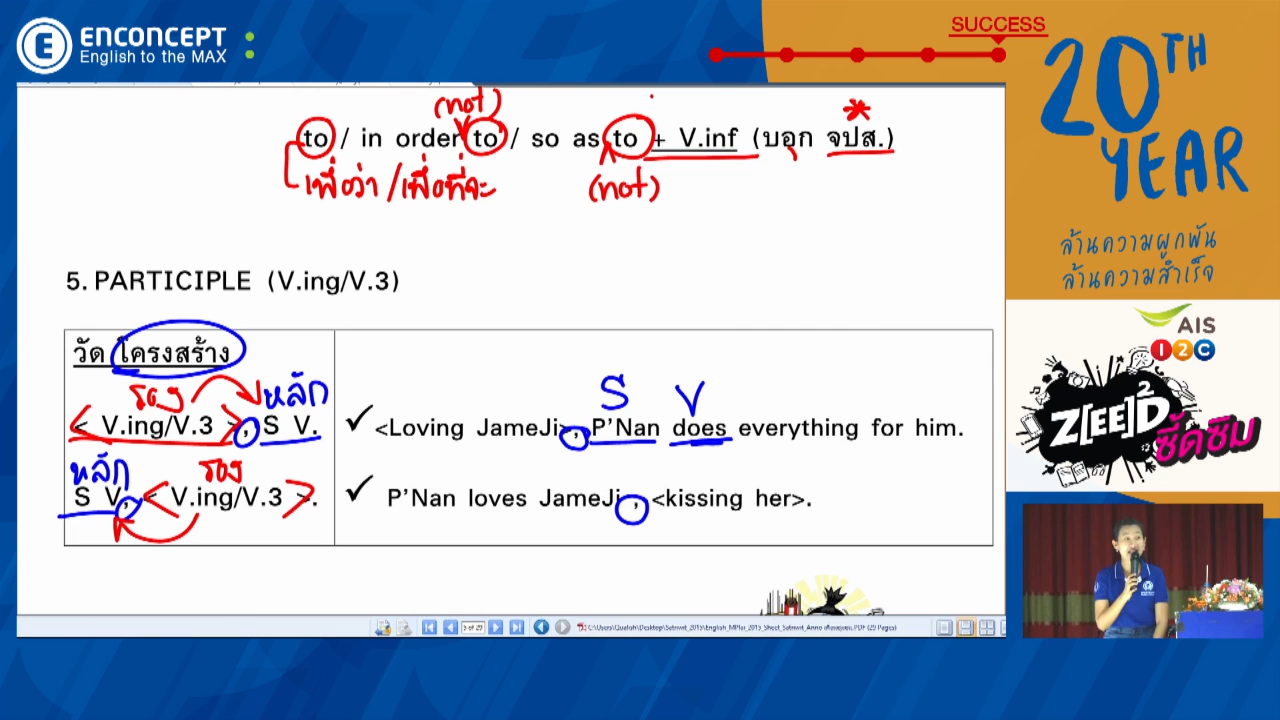 ENCONCEPT
English to the MAX
SUCCESS
20TH
YEAR
ล้านความผูกพัน
ล้านความสำเร็จ
AIS
I2C
Z[EE]D2
ซี้ดซิม
(not)
to / in order to / so as to + V.inf (บอก จปส.) *
เพื่อว่า / เพื่อที่จะ
(not)
5. PARTICIPLE (V.ing/V.3)
วัด โครงสร้าง
รอง หลัก
< V.ing/V.3 >, S V.
หลัก รอง
S V, < V.ing/V.3 >.
S V
✓ <Loving JameJi>, P'Nan does everything for him.
✓ P'Nan loves JameJi, <kissing her>.
5 of 29